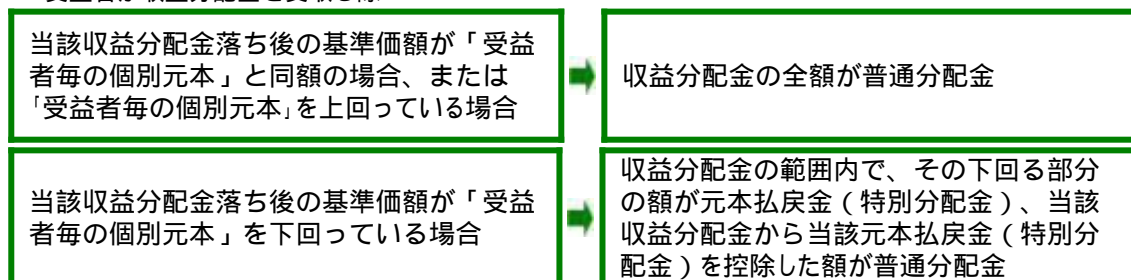 当該収益分配金落ち後の基準価額が「受益
者毎の個別元本」と同額の場合、または
「受益者毎の個別元本」を上回っている場合
収益分配金の全額が普通分配金
当該収益分配金落ち後の基準価額が「受益
者毎の個別元本」を下回っている場合
収益分配金の範囲内で、その下回る部分
の額が元本払戻金(特別分配金)、当該
収益分配金から当該元本払戻金(特別分
配金)を控除した額が普通分配金